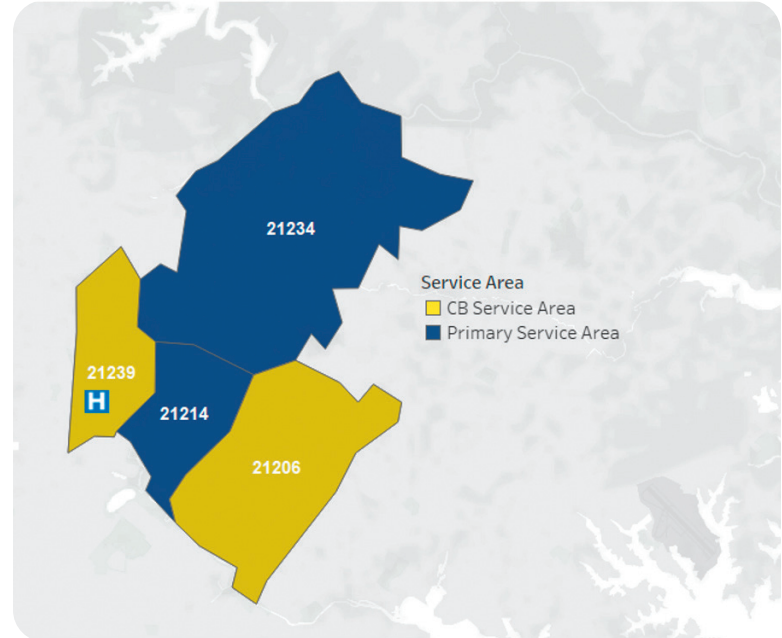 21234
Service Area
CB Service Area
Primary Service Area
21239
H
21214
21206